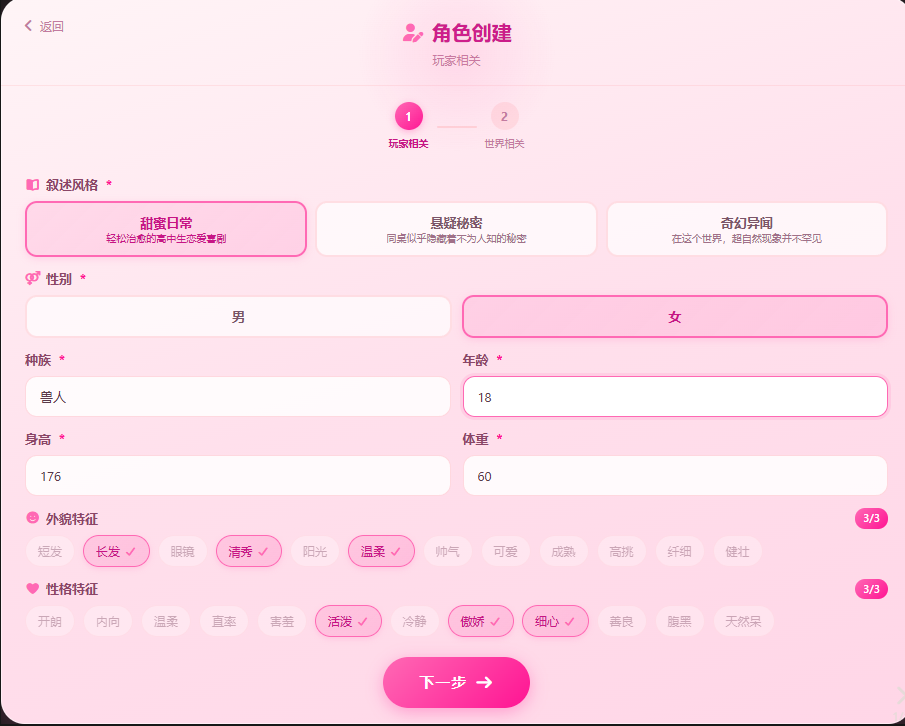 返回
角色创建
玩家相关
1
2
玩家相关
世界相关
叙述风格 *
甜蜜日常
轻松治愈的高中生恋爱喜剧
悬疑秘密
同桌似乎隐藏着不为人知的秘密
奇幻异闻
在这个世界，超自然现象并不罕见
性别 *
男
女
种族 *
年龄 *
兽人
18
身高 *
体重 *
176
60
外貌特征
3/3
短发 长发 眼镜 清秀 阳光 温柔 帅气 可爱 成熟 高挑 纤细 健壮
性格特征
3/3
开朗 内向 温柔 直率 害羞 活泼 冷静 傲娇 细心 善良 腹黑 天然呆
下一步